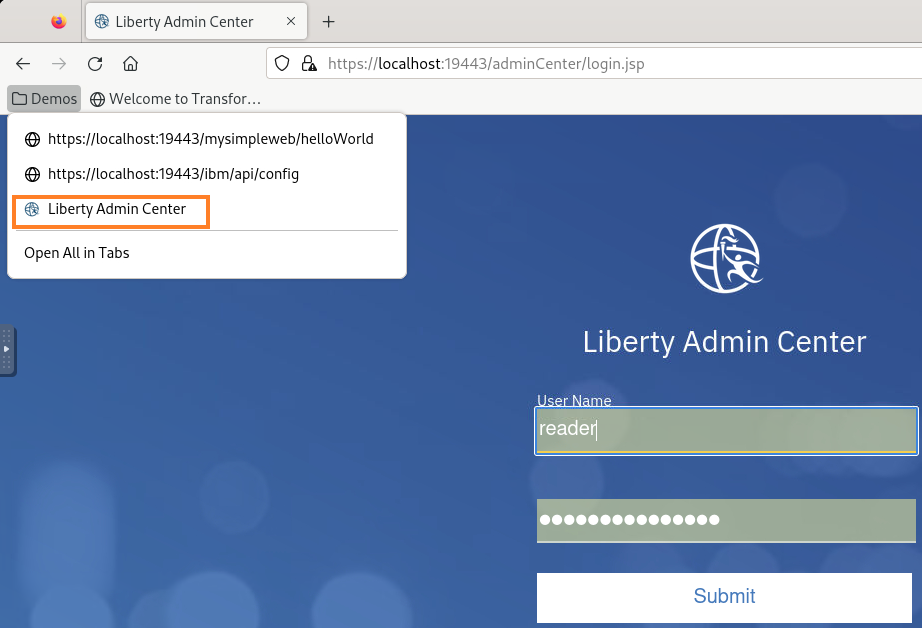 Liberty Admin Center
https://localhost:19443/adminCenter/login.jsp
Demos
Welcome to Transfor…
https://localhost:19443/mysimpleweb/helloWorld
https://localhost:19443/ibm/api/config
Liberty Admin Center
Open All in Tabs
Liberty Admin Center
User Name
reader
Submit